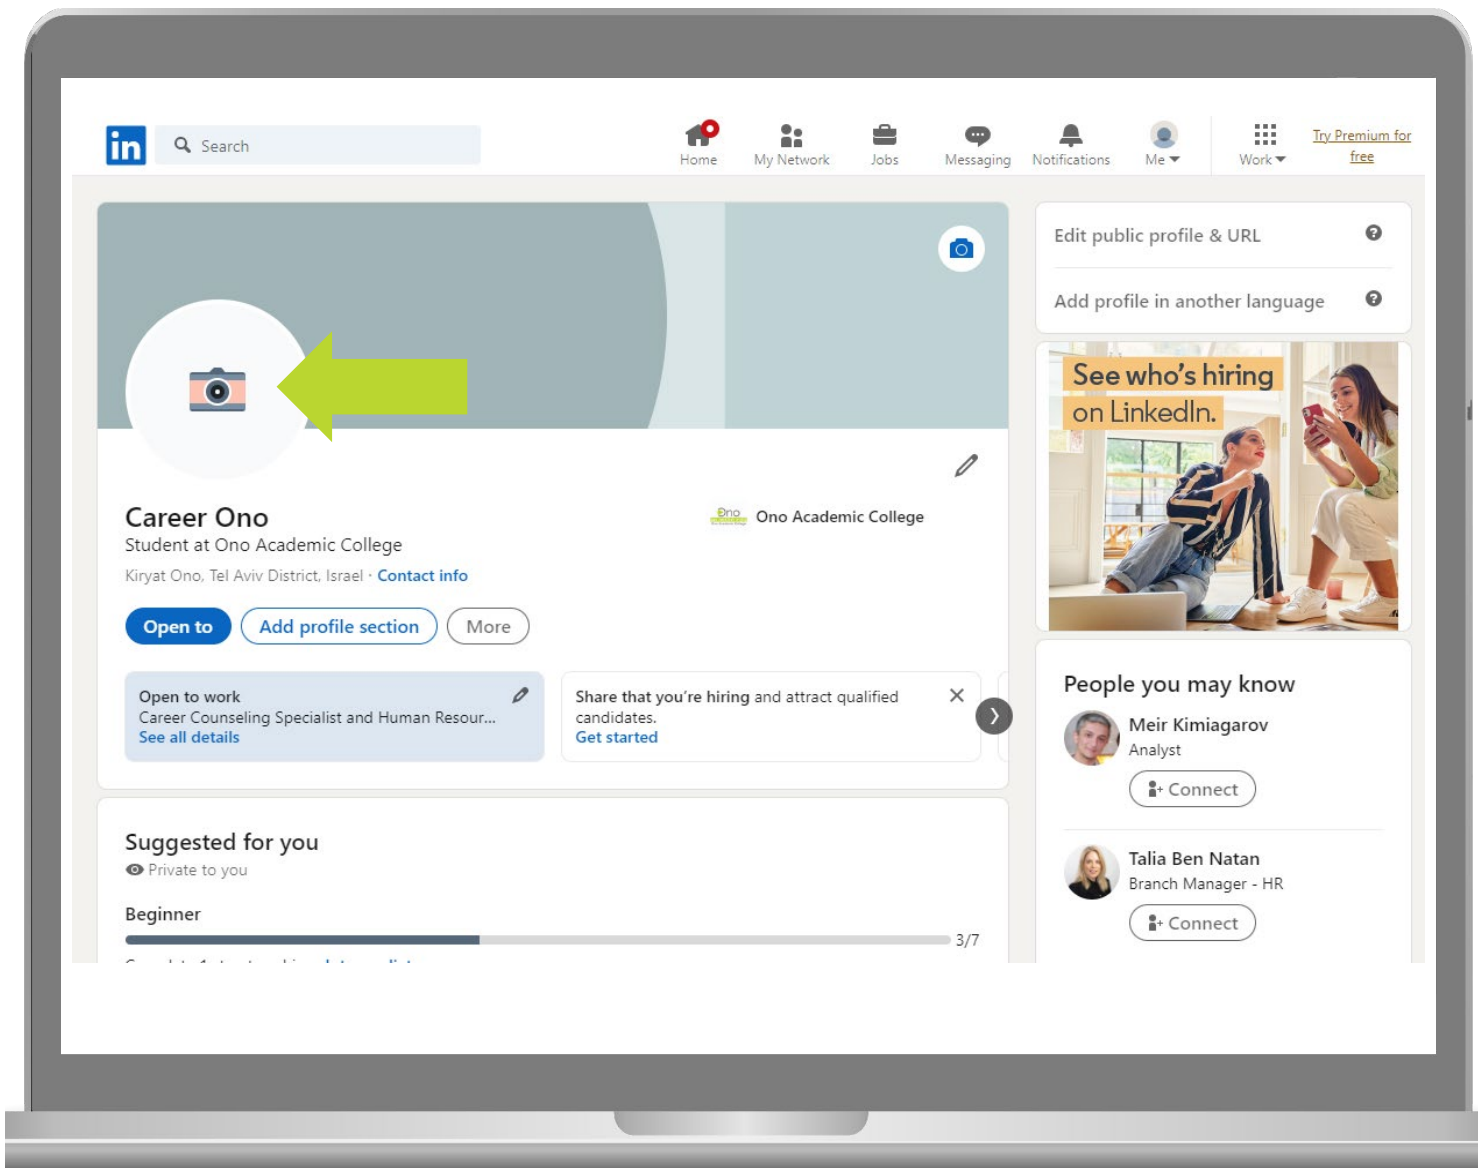 in
Search
Home
My Network
Jobs
Messaging
Notifications
Me
Work
Try Premium for
free
Edit public profile & URL
Add profile in another language
See who's hiring
on LinkedIn.
Career Ono
Student at Ono Academic College
Kiryat Ono, Tel Aviv District, Israel · Contact info
Ono
Ono Academic College
Open to
Add profile section
More
Open to work
Career Counseling Specialist and Human Resour...
See all details
Share that you're hiring and attract qualified
candidates.
Get started
People you may know
Meir Kimiagarov
Analyst
Connect
Talia Ben Natan
Branch Manager - HR
Connect
Suggested for you
Private to you
Beginner
3/7